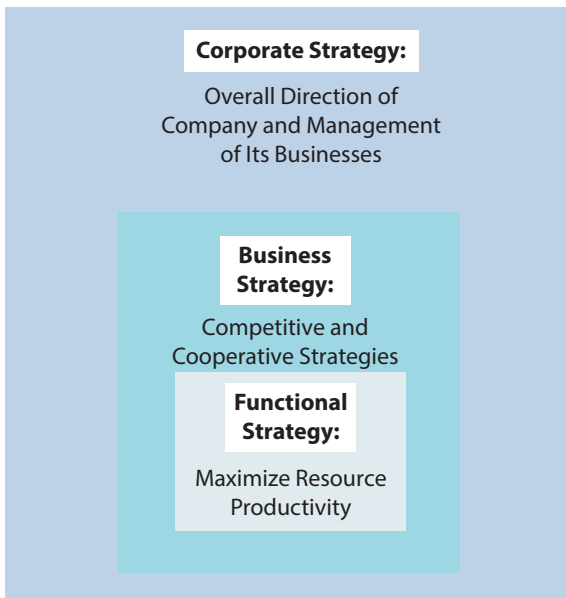 Corporate Strategy:
Overall Direction of
Company and Management
of Its Businesses
Business
Strategy:
Competitive and
Cooperative Strategies
Functional
Strategy:
Maximize Resource
Productivity